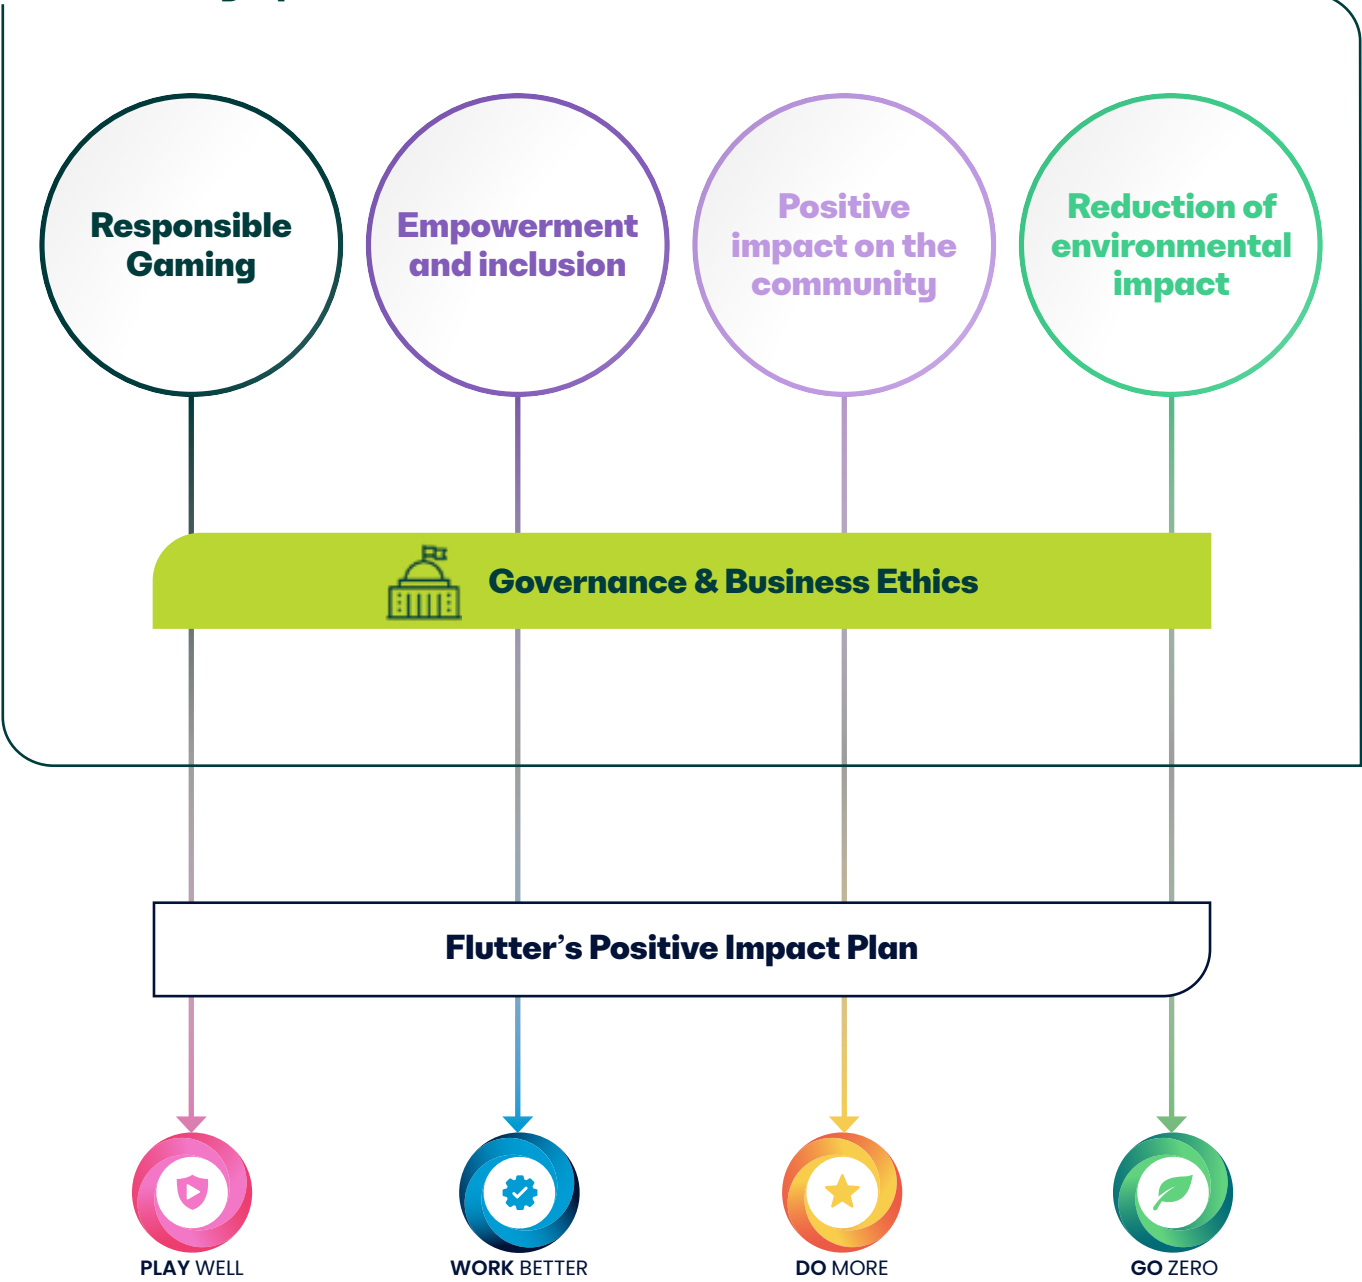 Responsible
Gaming
Empowerment
and inclusion
Positive
impact on the
community
Reduction of
environmental
impact
Governance & Business Ethics
Flutter’s Positive Impact Plan
PLAY WELL
WORK BETTER
DO MORE
GO ZERO